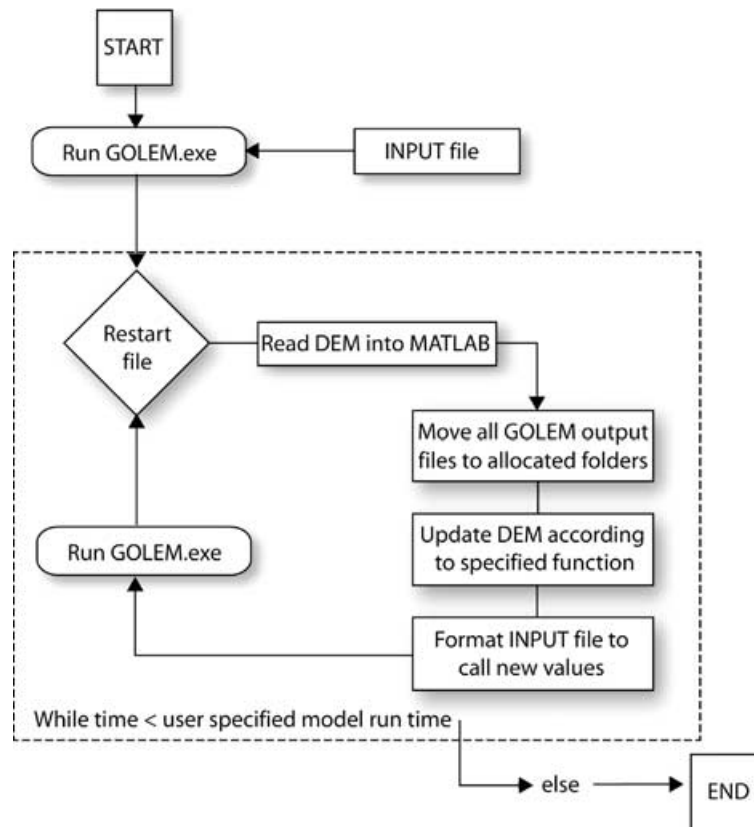 START
Run GOLEM.exe
INPUT file
Restart
file
Read DEM into MATLAB
Move all GOLEM output
files to allocated folders
Update DEM according
to specified function
Run GOLEM.exe
Format INPUT file to
call new values
While time < user specified model run time
else
END